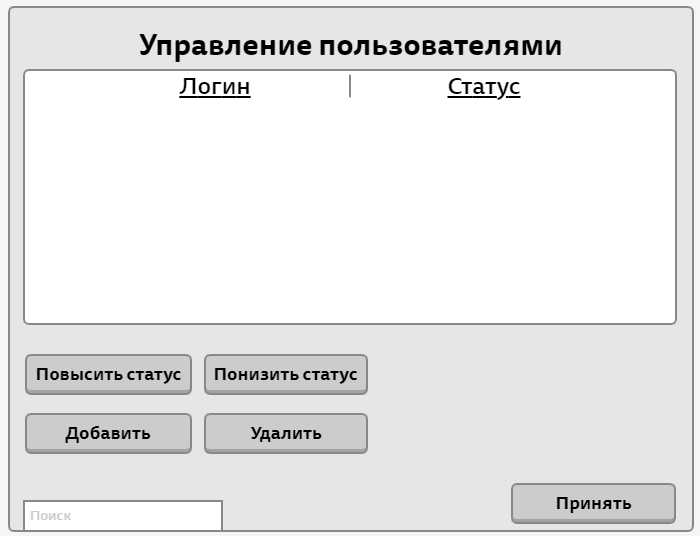 Управление пользователями
Логин | Статус
Повысить статус Понизить статус
Добавить Удалить
Поиск Принять